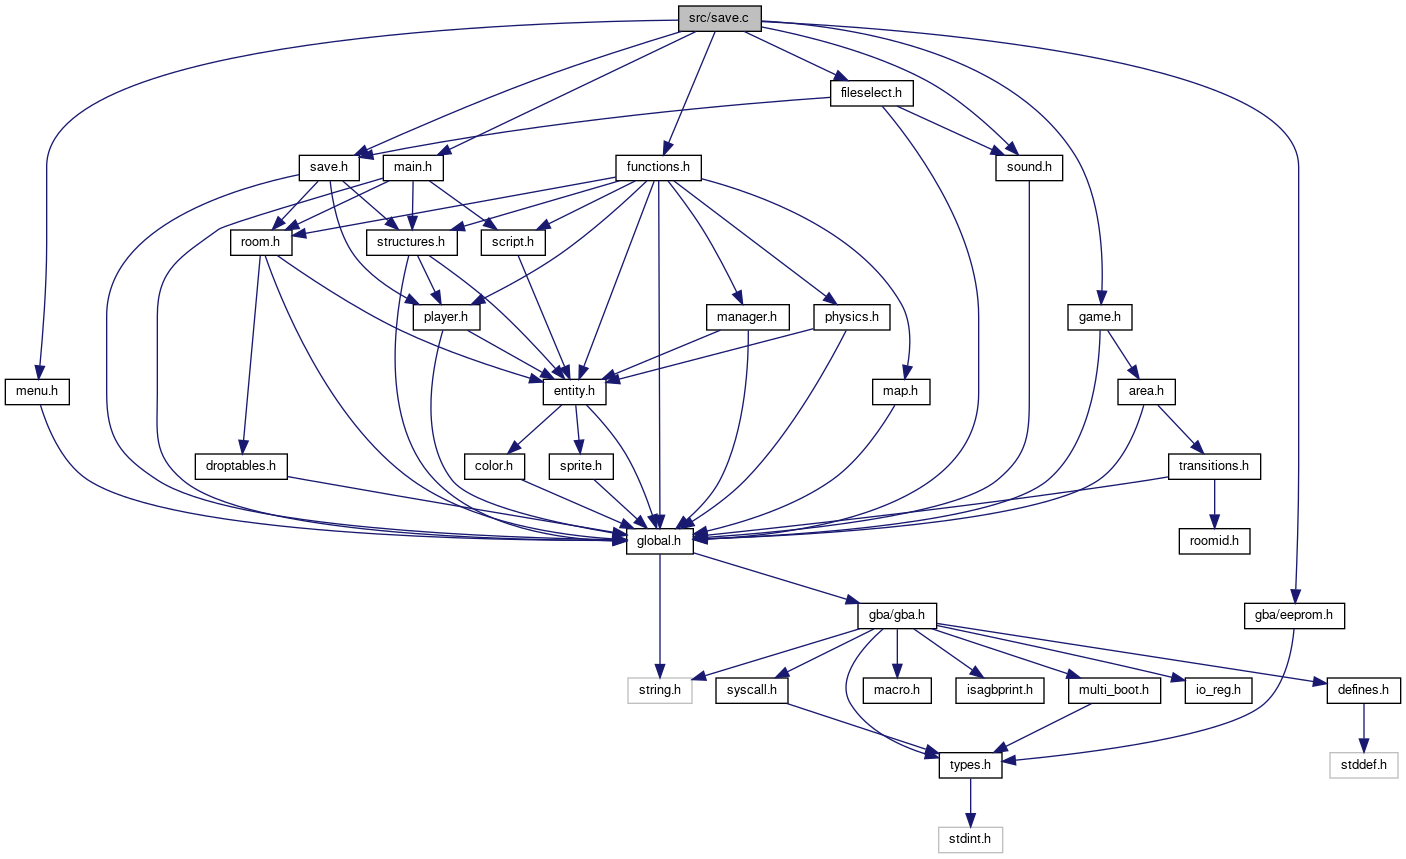 src/save.c
fileselect.h
save.h
main.h
functions.h
sound.h
room.h
structures.h
script.h
player.h
manager.h
physics.h
game.h
menu.h
entity.h
map.h
area.h
droptables.h
color.h
sprite.h
transitions.h
global.h
roomid.h
gba/gba.h
gba/eeprom.h
string.h
syscall.h
macro.h
isagbprint.h
multi_boot.h
io_reg.h
defines.h
types.h
stddef.h
stdint.h